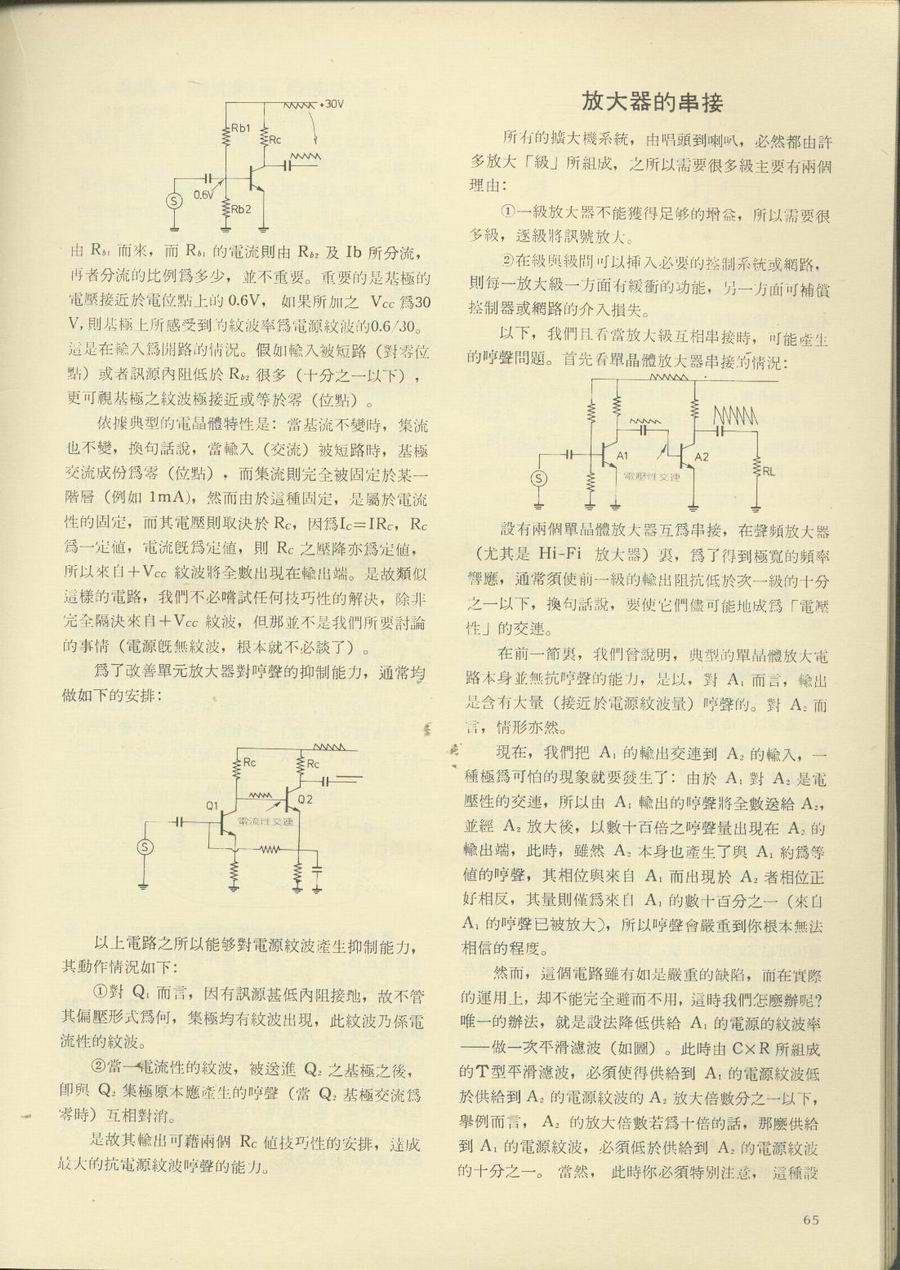 +30V
Rb1
Rc
0.6V
S
Rb2
由 Rb1 而來，而 Rb1 的電流則由 Rb2 及 Ib 所分流，
再者分流的比例爲多少，並不重要。重要的是基極的
電壓接近於電位點上的 0.6V， 如果所加之 Vcc 爲30
V，則基極上所感受到的紋波率爲電源紋波的0.6/30。
這是在輸入爲開路的情況。假如輸入被短路（對零位
點）或者訊源內阻低於 Rb2 很多（十分之一以下），
更可視基極之紋波極接近或等於零（位點）。
依據典型的電晶體特性是：當基流不變時，集流
也不變，換句話說，當輸入（交流）被短路時，基極
交流成份爲零（位點），而集流則完全被固定於某一
階層（例如 1mA），然而由於這種固定，是屬於電流
性的固定，而其電壓則取決於 Rc，因爲Ic＝IRc，Rc
爲一定値，電流旣爲定値，則 Rc 之壓降亦爲定値，
所以來自＋Vcc 紋波將全數出現在輸出端。是故類似
這樣的電路，我們不必嚐試任何技巧性的解決，除非
完全隔決來自＋Vcc 紋波，但那並不是我們所要討論
的事情（電源旣無紋波，根本就不必談了）。
爲了改善單元放大器對哼聲的抑制能力，通常均
做如下的安排：
Rc
Rc
Q1
Q2
電流性交連
S
以上電路之所以能够對電源紋波產生抑制能力，
其動作情況如下：
①對 Q1 而言，因有訊源甚低內阻接地，故不管
其偏壓形式爲何，集極均有紋波出現，此紋波乃係電
流性的紋波。
②當一電流性的紋波，被送進 Q2 之基極之後，
卽與 Q2 集極原本應產生的哼聲（當 Q2 基極交流爲
零時）互相對消。
是故其輸出可藉兩個 Rc 値技巧性的安排，達成
最大的抗電源紋波哼聲的能力。
放大器的串接
所有的擴大機系統，由唱頭到喇叭，必然都由許
多放大「級」所組成，之所以需要很多級主要有兩個
理由：
①一級放大器不能獲得足够的增益，所以需要很
多級，逐級將訊號放大。
②在級與級間可以揷入必要的控制系統或網路，
則每一放大級一方面有緩衝的功能，另一方面可補償
控制器或網路的介入損失。
以下，我們且看當放大級互相串接時，可能產生
的哼聲問題。首先看單晶體放大器串接的情況：
A1
A2
電壓性交連
S
RL
設有兩個單晶體放大器互爲串接，在聲頻放大器
（尤其是 Hi-Fi 放大器）裏，爲了得到極寬的頻率
響應，通常須使前一級的輸出阻抗低於次一級的十分
之一以下，換句話說，要使它們儘可能地成爲「電壓
性」的交連。
在前一節裏，我們曾說明，典型的單晶體放大電
路本身並無抗哼聲的能力，是以，對 A1 而言，輸出
是含有大量（接近於電源紋波量）哼聲的。對 A2 而
言，情形亦然。
現在，我們把 A1 的輸出交連到 A2 的輸入，一
種極爲可怕的現象就要發生了：由於 A1 對 A2 是電
壓性的交連，所以由 A1 輸出的哼聲將全數送給 A2，
並經 A2 放大後，以數十百倍之哼聲量出現在 A2 的
輸出端，此時，雖然 A2 本身也產生了與 A1 約爲等
値的哼聲，其相位與來自 A1 而出現於 A2 者相位正
好相反，其量則僅爲來自 A1 的數十百分之一（來自
A1 的哼聲已被放大），所以哼聲會嚴重到你根本無法
相信的程度。
然而，這個電路雖有如是嚴重的缺陷，而在實際
的運用上，却不能完全避而不用，這時我們怎麼辦呢？
唯一的辦法，就是設法降低供給 A1 的電源的紋波率
——做一次平滑濾波（如圖）。此時由 C×R 所組成
的T型平滑濾波，必須使得供給到 A1 的電源紋波低
於供給到 A2 的電源紋波的 A2 放大倍數分之一以下，
舉例而言， A2 的放大倍數若爲十倍的話，那麼供給
到 A1 的電源紋波，必須低於供給到 A2 的電源紋波
的十分之一。 當然， 此時你必須特別注意， 這種設
65